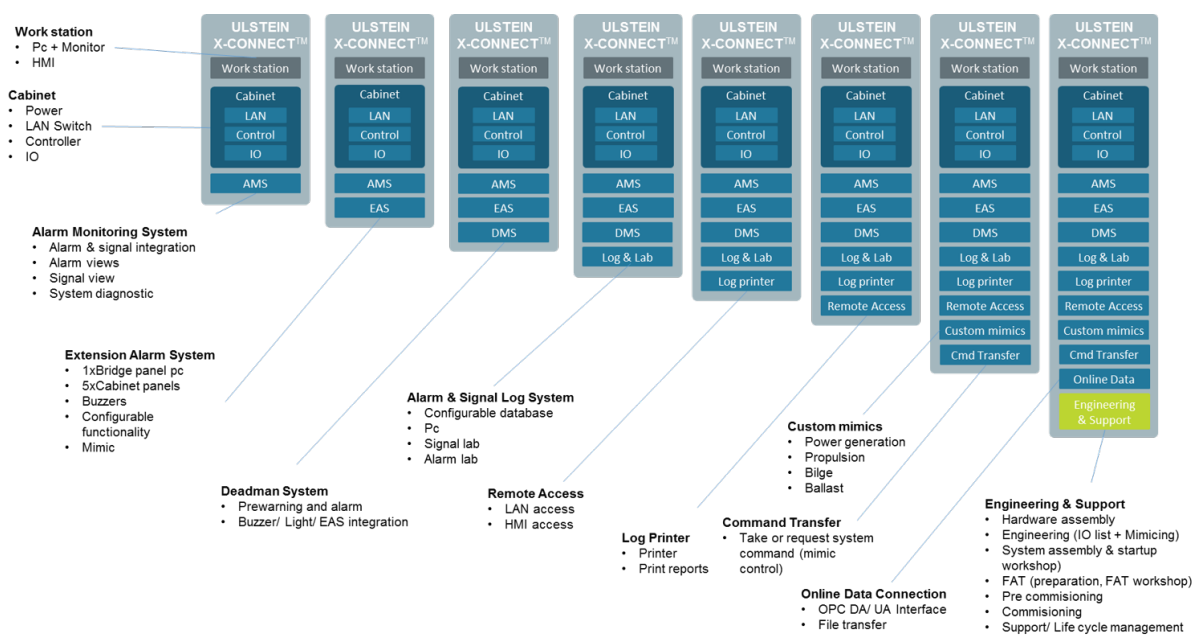 Work station
• Pc + Monitor
• HMI
Cabinet
• Power
• LAN Switch
• Controller
• IO
ULSTEIN
X-CONNECT™
Work station
Cabinet
LAN
Control
IO
AMS
ULSTEIN
X-CONNECT™
Work station
Cabinet
LAN
Control
IO
AMS
EAS
ULSTEIN
X-CONNECT™
Work station
Cabinet
LAN
Control
IO
AMS
EAS
DMS
ULSTEIN
X-CONNECT™
Work station
Cabinet
LAN
Control
IO
AMS
EAS
DMS
Log & Lab
ULSTEIN
X-CONNECT™
Work station
Cabinet
LAN
Control
IO
AMS
EAS
DMS
Log & Lab
Log printer
ULSTEIN
X-CONNECT™
Work station
Cabinet
LAN
Control
IO
AMS
EAS
DMS
Log & Lab
Log printer
Remote Access
ULSTEIN
X-CONNECT™
Work station
Cabinet
LAN
Control
IO
AMS
EAS
DMS
Log & Lab
Log printer
Remote Access
Custom mimics
Cmd Transfer
ULSTEIN
X-CONNECT™
Work station
Cabinet
LAN
Control
IO
AMS
EAS
DMS
Log & Lab
Log printer
Remote Access
Custom mimics
Cmd Transfer
Online Data
Engineering
& Support
Alarm Monitoring System
• Alarm & signal integration
• Alarm views
• Signal view
• System diagnostic
Extension Alarm System
• 1xBridge panel pc
• 5xCabinet panels
• Buzzers
• Configurable
functionality
• Mimic
Deadman System
• Prewarning and alarm
• Buzzer/ Light/ EAS integration
Alarm & Signal Log System
• Configurable database
• Pc
• Signal lab
• Alarm lab
Remote Access
• LAN access
• HMI access
Log Printer
• Printer
• Print reports
Custom mimics
• Power generation
• Propulsion
• Bilge
• Ballast
Command Transfer
• Take or request system
command (mimic
control)
Online Data Connection
• OPC DA/ UA Interface
• File transfer
Engineering & Support
• Hardware assembly
• Engineering (IO list + Mimicing)
• System assembly & startup
workshop)
• FAT (preparation, FAT workshop)
• Pre commisioning
• Commisioning
• Support/ Life cycle management